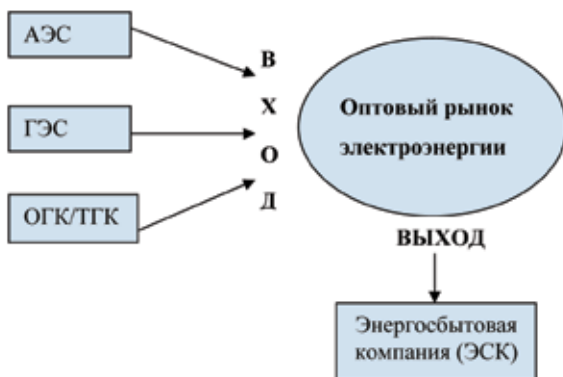 АЭС
ГЭС
ОГК/ТГК
В
Х
О
Д
Оптовый рынок
электроэнергии
ВЫХОД
Энергосбытовая
компания (ЭСК)